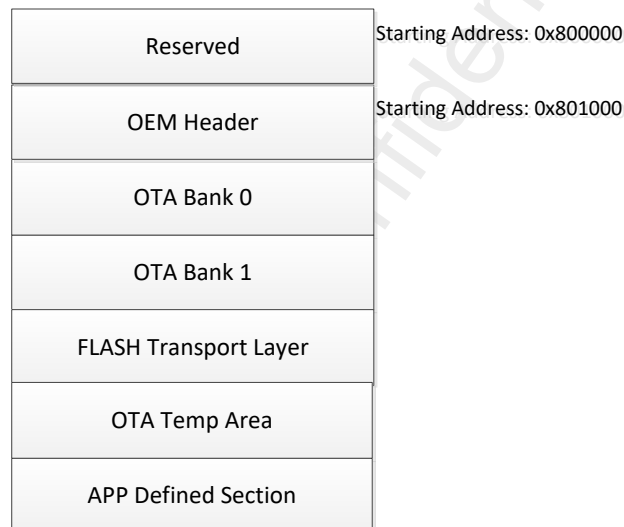 Reserved
Starting Address: 0x800000
OEM Header
Starting Address: 0x801000
OTA Bank 0
OTA Bank 1
FLASH Transport Layer
OTA Temp Area
APP Defined Section